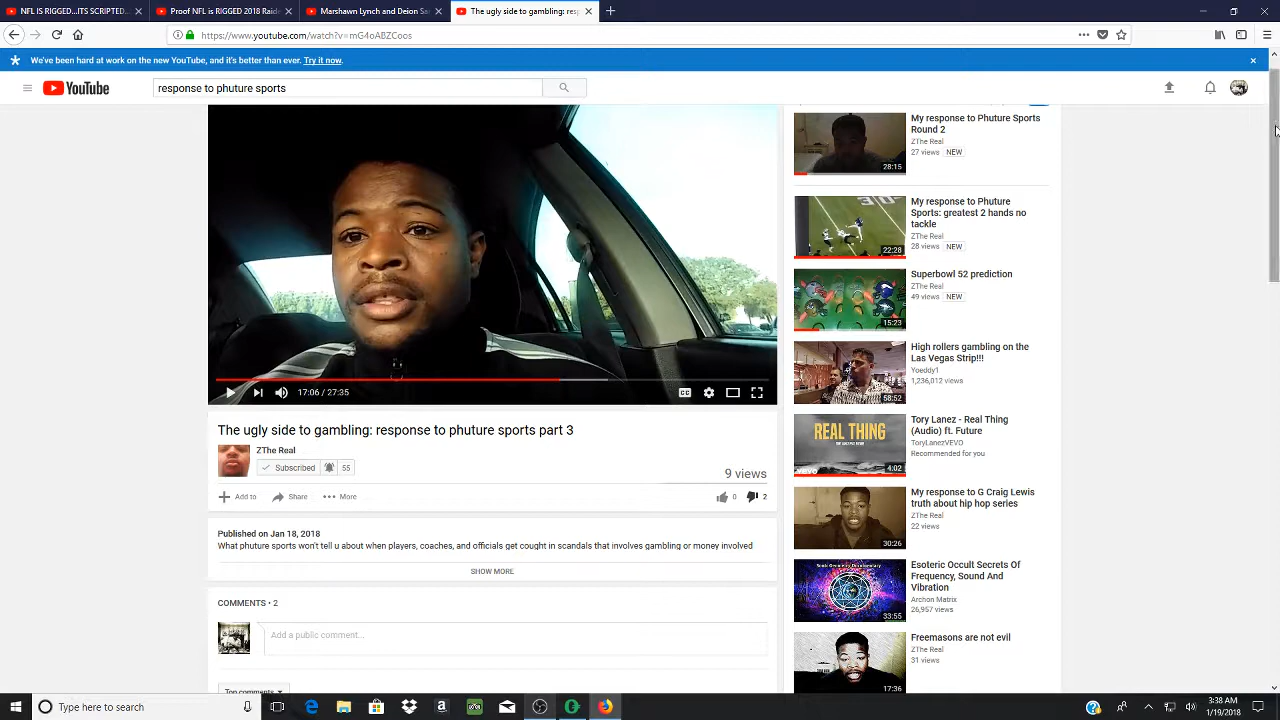 NFL IS RIGGED...ITS SCRIPTED...
Proof NFL is RIGGED 2018 Raide
Marshawn Lynch and Deion Sa
The ugly side to gambling: resp
https://www.youtube.com/watch?v=mG4oABZCoos
We've been hard at work on the new YouTube, and it's better than ever. Try it now.
YouTube
response to phuture sports
17:06 / 27:35
CC
The ugly side to gambling: response to phuture sports part 3
ZThe Real
Subscribed 55
9 views
Add to Share More 0 2
Published on Jan 18, 2018
What phuture sports won't tell u about when players, coaches, and officials get cought in scandals that involves gambling or money involved
SHOW MORE
COMMENTS • 2
Add a public comment...
Top comments
My response to Phuture Sports
Round 2
ZThe Real
27 views NEW
28:15
My response to Phuture
Sports: greatest 2 hands no
tackle
ZThe Real
28 views NEW
22:28
Superbowl 52 prediction
ZThe Real
49 views NEW
15:23
High rollers gambling on the
Las Vegas Strip!!!
Yoeddy1
1,236,012 views
58:52
Tory Lanez - Real Thing
(Audio) ft. Future
ToryLanezVEVO
Recommended for you
REAL THING
vevo
4:02
My response to G Craig Lewis
truth about hip hop series
ZThe Real
22 views
30:26
Esoteric Occult Secrets Of
Frequency, Sound And
Vibration
Archon Matrix
26,957 views
Sonic Geometry Documentary
33:55
Freemasons are not evil
ZThe Real
31 views
17:36
Type here to search
3:38 AM
1/19/2018